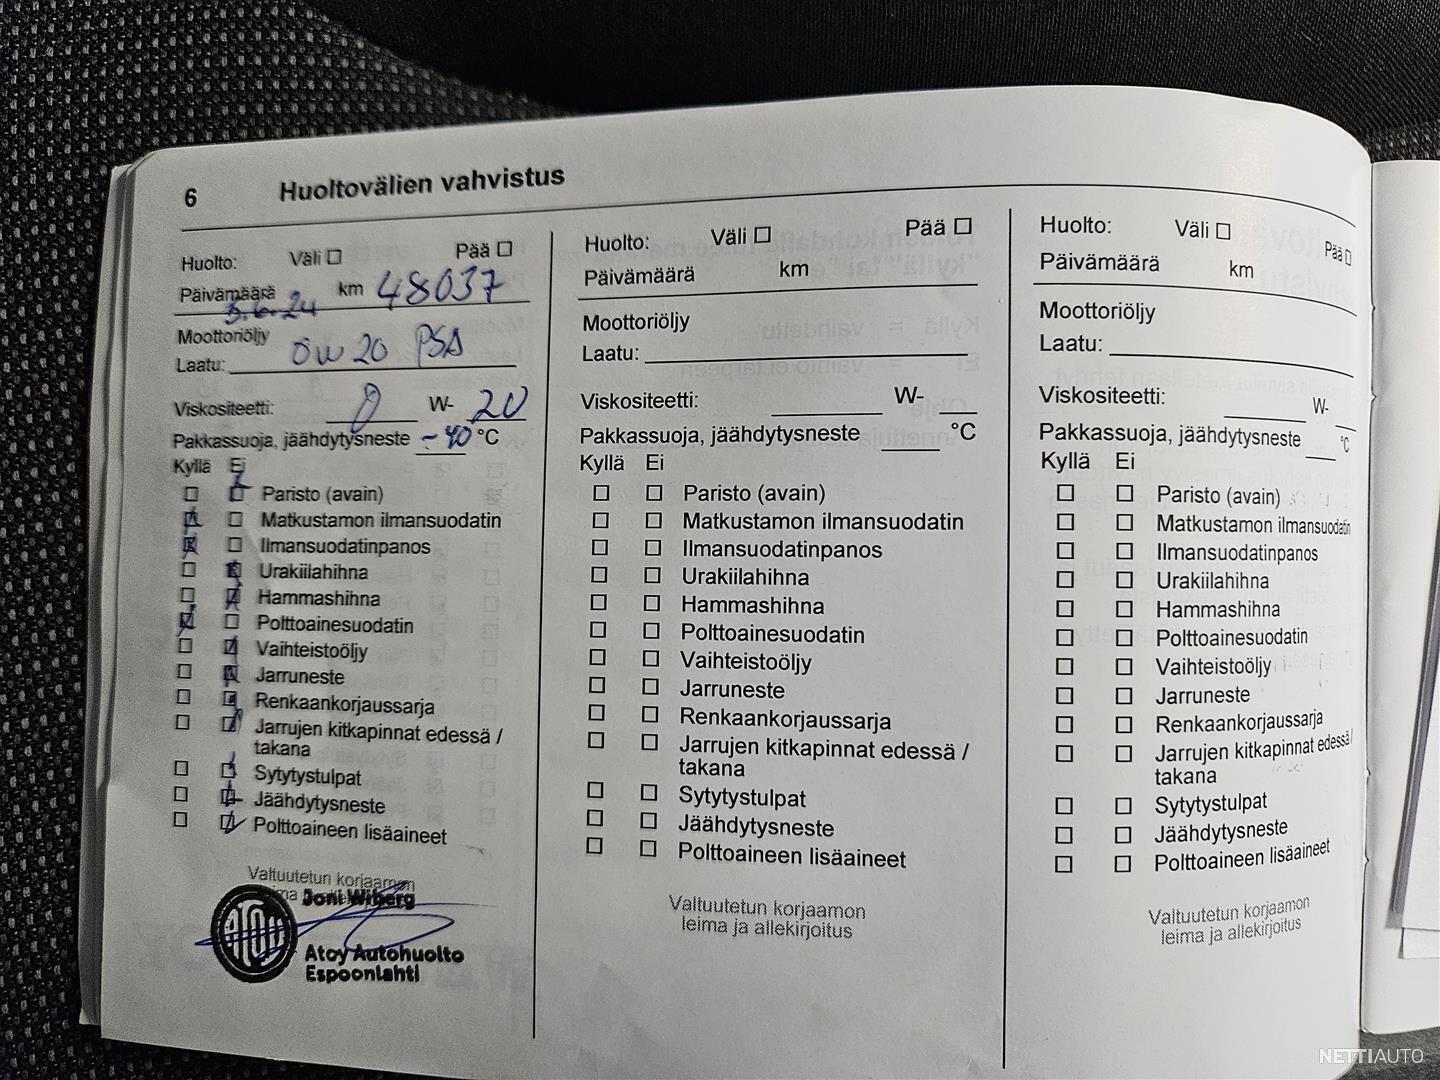 6 Huoltovälien vahvistus
Huolto: Väli Pää
Päivämäärä 3.6.24 km 48037
Moottoriöljy
Laatu: 0W20 PSA
Viskositeetti: 0 W- 20
Pakkassuoja, jäähdytysneste -40 °C
Kyllä Ei
Paristo (avain)
Matkustamon ilmansuodatin
Ilmansuodatinpanos
Urakiilahihna
Hammashihna
Polttoainesuodatin
Vaihteistoöljy
Jarruneste
Renkaankorjaussarja
Jarrujen kitkapinnat edessä /
takana
Sytytystulpat
Jäähdytysneste
Polttoaineen lisäaineet
Valtuutetun korjaamon
Joni Wiberg
ATOY
Atoy Autohuolto
Espoonlahti
Huolto: Väli Pää
Päivämäärä km
Moottoriöljy
Laatu:
Viskositeetti: W-
Pakkassuoja, jäähdytysneste °C
Kyllä Ei
Paristo (avain)
Matkustamon ilmansuodatin
Ilmansuodatinpanos
Urakiilahihna
Hammashihna
Polttoainesuodatin
Vaihteistoöljy
Jarruneste
Renkaankorjaussarja
Jarrujen kitkapinnat edessä /
takana
Sytytystulpat
Jäähdytysneste
Polttoaineen lisäaineet
Valtuutetun korjaamon
leima ja allekirjoitus
Huolto: Väli Pää
Päivämäärä km
Moottoriöljy
Laatu:
Viskositeetti: W-
Pakkassuoja, jäähdytysneste °C
Kyllä Ei
Paristo (avain)
Matkustamon ilmansuodatin
Ilmansuodatinpanos
Urakiilahihna
Hammashihna
Polttoainesuodatin
Vaihteistoöljy
Jarruneste
Renkaankorjaussarja
Jarrujen kitkapinnat edessä /
takana
Sytytystulpat
Jäähdytysneste
Polttoaineen lisäaineet
Valtuutetun korjaamon
leima ja allekirjoitus
NETTIAUTO